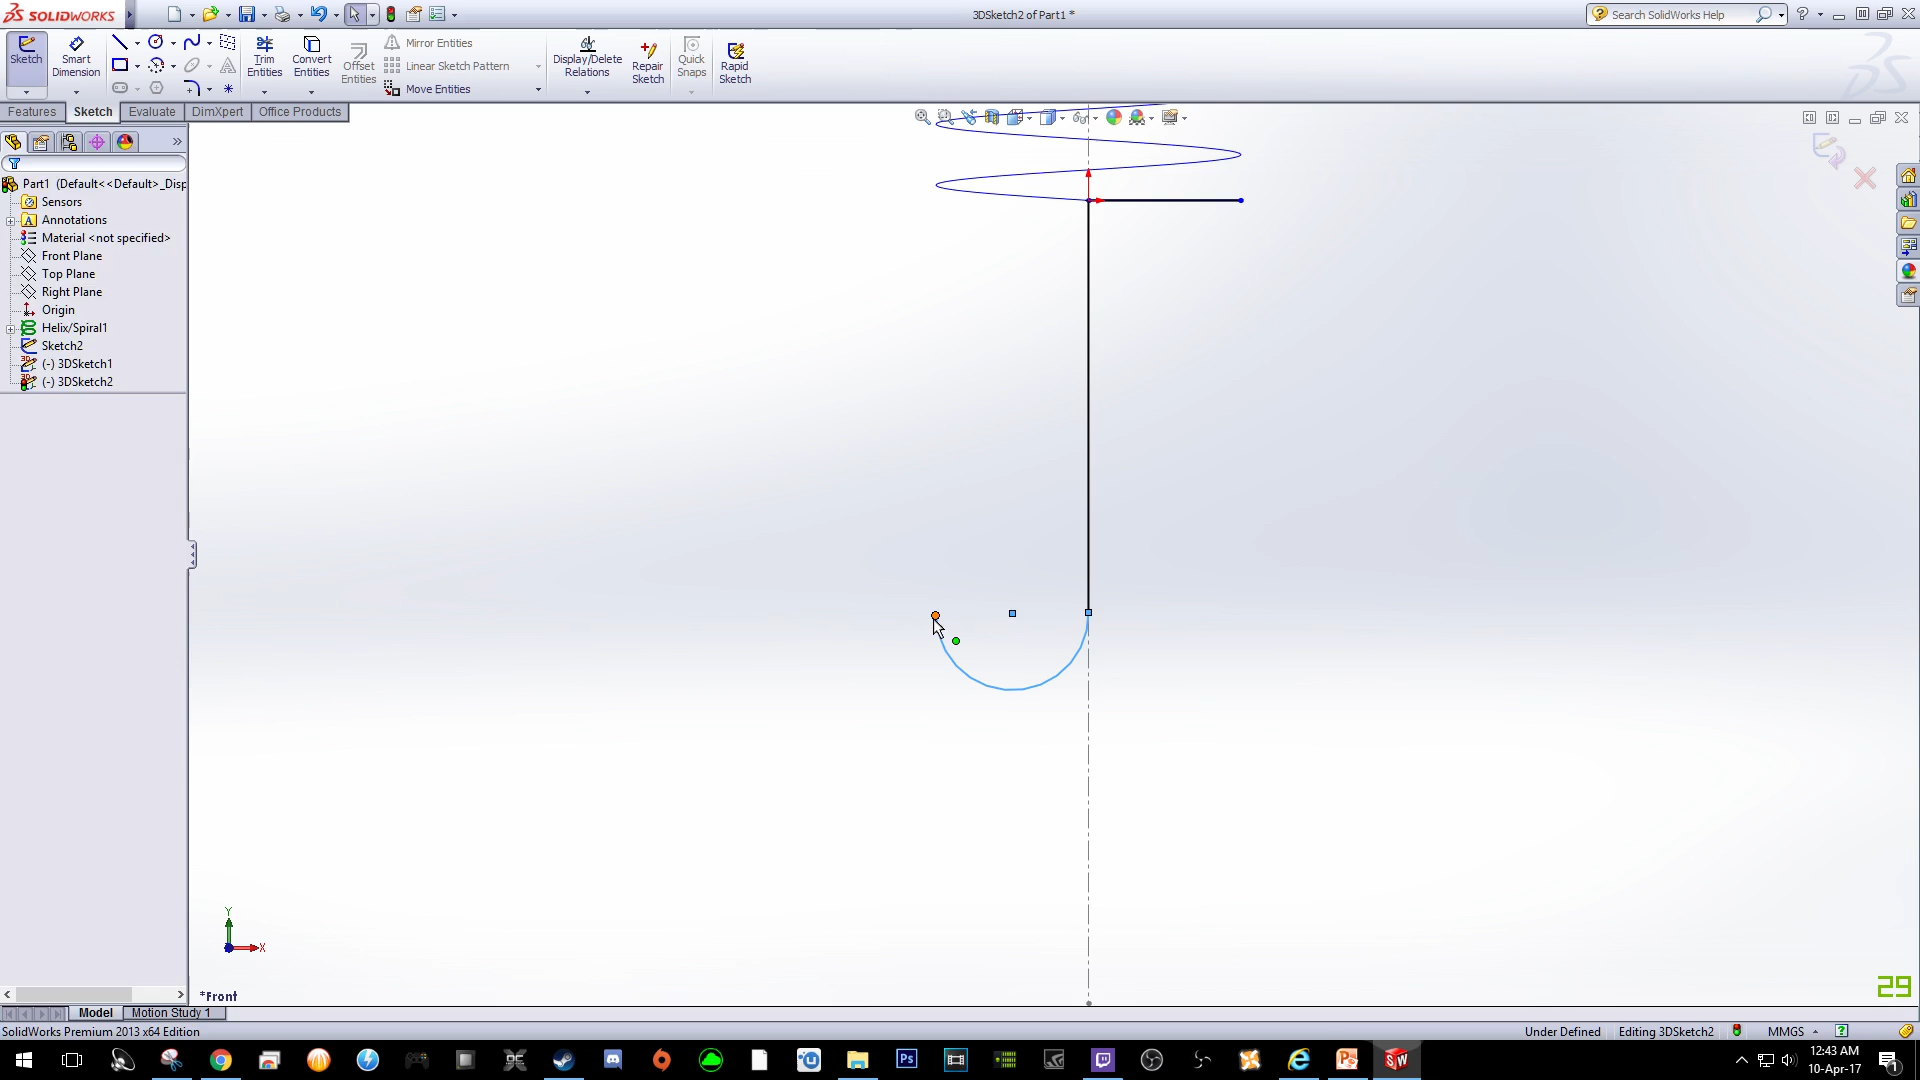 SOLIDWORKS
3DSketch2 of Part1 *
Search SolidWorks Help
Sketch
Smart Dimension
Trim Entities
Convert Entities
Offset Entities
Mirror Entities
Linear Sketch Pattern
Move Entities
Display/Delete Relations
Repair Sketch
Quick Snaps
Rapid Sketch
Features
Sketch
Evaluate
DimXpert
Office Products
Part1 (Default<<Default>_Disp
Sensors
Annotations
Material <not specified>
Front Plane
Top Plane
Right Plane
Origin
Helix/Spiral1
Sketch2
(-) 3DSketch1
(-) 3DSketch2
Y
X
*Front
29
Model
Motion Study 1
SolidWorks Premium 2013 x64 Edition
Under Defined
Editing 3DSketch2
MMGS
12:43 AM
10-Apr-17